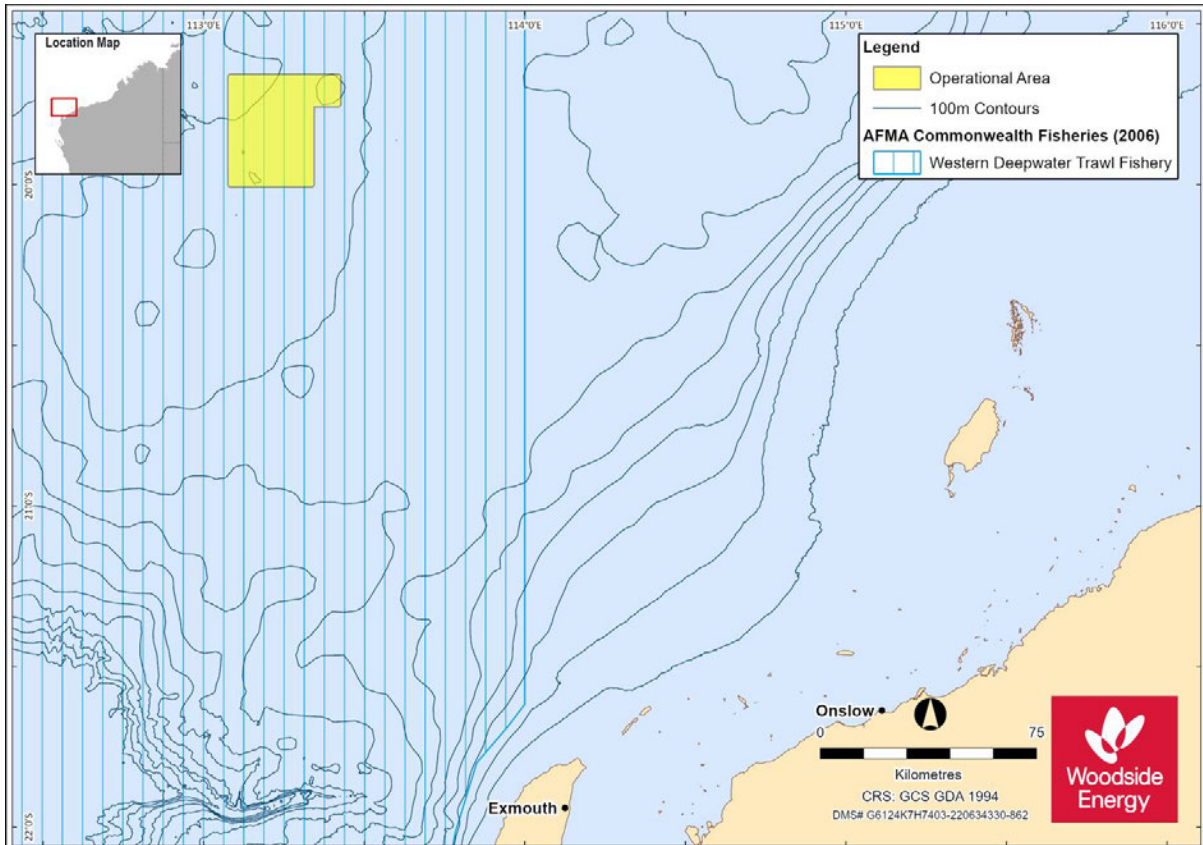 113°0'E
114°0'E
115°0'E
116°0'E
Location Map
Legend
Operational Area
100m Contours
AFMA Commonwealth Fisheries (2006)
Western Deepwater Trawl Fishery
20°0'S
21°0'S
22°0'S
Onslow
Exmouth
0 75
Kilometres
CRS: GCS GDA 1994
DMS# G6124K7H7403-220634330-862
Woodside
Energy